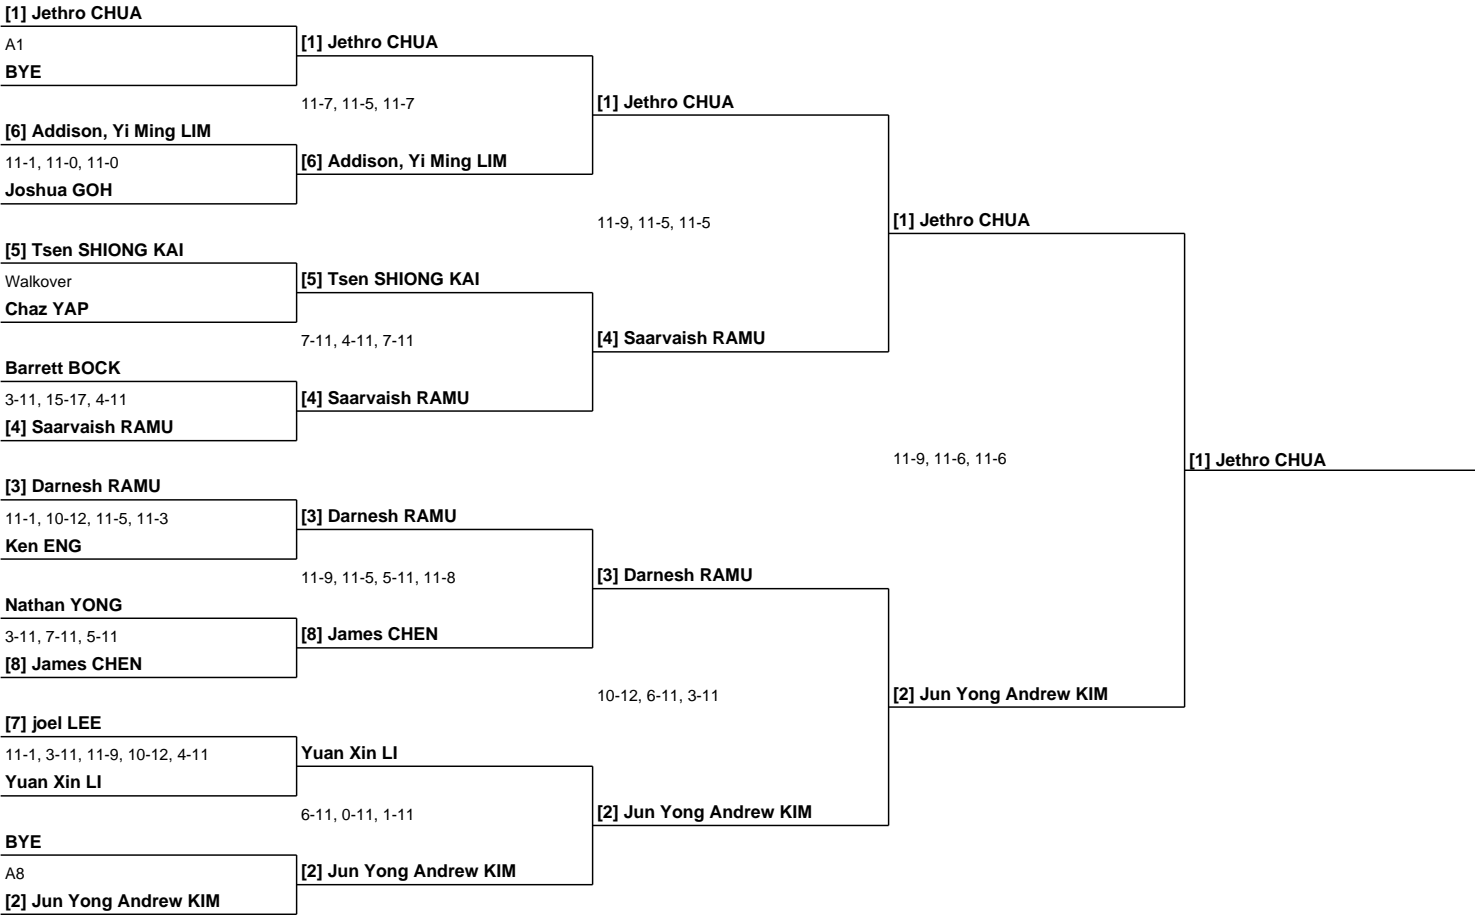 [1] Jethro CHUA
A1
BYE
[6] Addison, Yi Ming LIM
11-1, 11-0, 11-0
Joshua GOH
[5] Tsen SHIONG KAI
Walkover
Chaz YAP
Barrett BOCK
3-11, 15-17, 4-11
[4] Saarvaish RAMU
[3] Darnesh RAMU
11-1, 10-12, 11-5, 11-3
Ken ENG
Nathan YONG
3-11, 7-11, 5-11
[8] James CHEN
[7] joel LEE
11-1, 3-11, 11-9, 10-12, 4-11
Yuan Xin LI
BYE
A8
[2] Jun Yong Andrew KIM
[1] Jethro CHUA
11-7, 11-5, 11-7
[6] Addison, Yi Ming LIM
[5] Tsen SHIONG KAI
7-11, 4-11, 7-11
[4] Saarvaish RAMU
[3] Darnesh RAMU
11-9, 11-5, 5-11, 11-8
[8] James CHEN
Yuan Xin LI
6-11, 0-11, 1-11
[2] Jun Yong Andrew KIM
[1] Jethro CHUA
11-9, 11-5, 11-5
[4] Saarvaish RAMU
[3] Darnesh RAMU
10-12, 6-11, 3-11
[2] Jun Yong Andrew KIM
[1] Jethro CHUA
11-9, 11-6, 11-6
[2] Jun Yong Andrew KIM
[1] Jethro CHUA